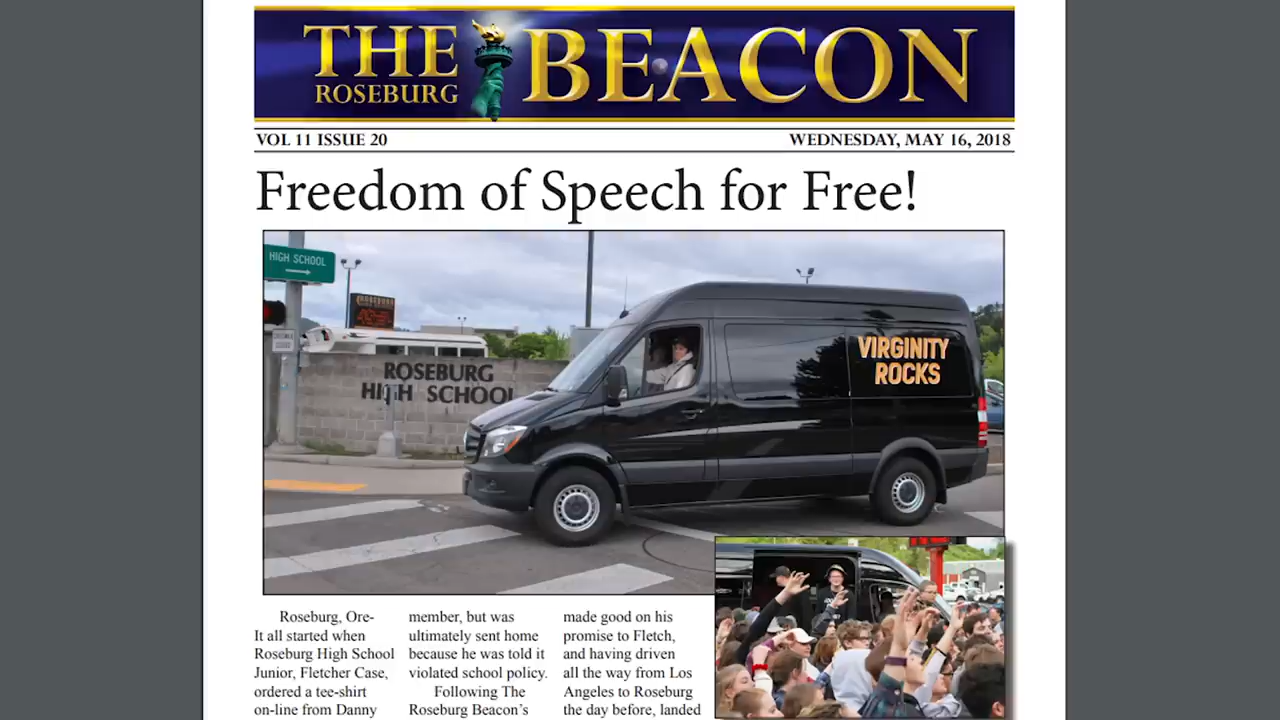 THE
ROSEBURG
BEACON
VOL 11 ISSUE 20
WEDNESDAY, MAY 16, 2018
Freedom of Speech for Free!
HIGH SCHOOL
ROSEBURG
HIGH SCHOOL
VIRGINITY
ROCKS
Roseburg, Ore-
It all started when
Roseburg High School
Junior, Fletcher Case,
ordered a tee-shirt
on-line from Danny
member, but was
ultimately sent home
because he was told it
violated school policy.
Following The
Roseburg Beacon's
made good on his
promise to Fletch,
and having driven
all the way from Los
Angeles to Roseburg
the day before, landed